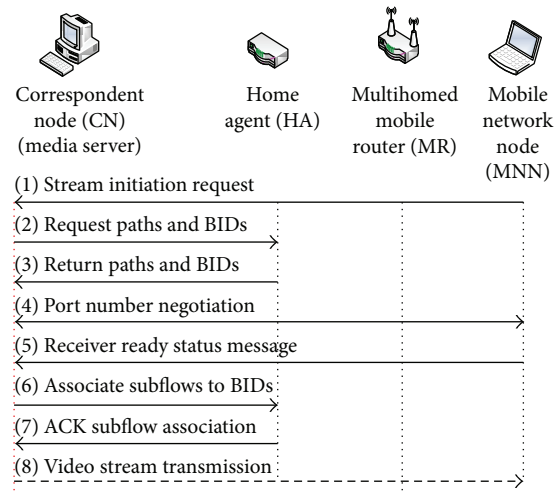 Correspondent
node (CN)
(media server)
Home
agent (HA)
Multihomed
mobile
router (MR)
Mobile
network
node
(MNN)
(1) Stream initiation request
(2) Request paths and BIDs
(3) Return paths and BIDs
(4) Port number negotiation
(5) Receiver ready status message
(6) Associate subflows to BIDs
(7) ACK subflow association
(8) Video stream transmission